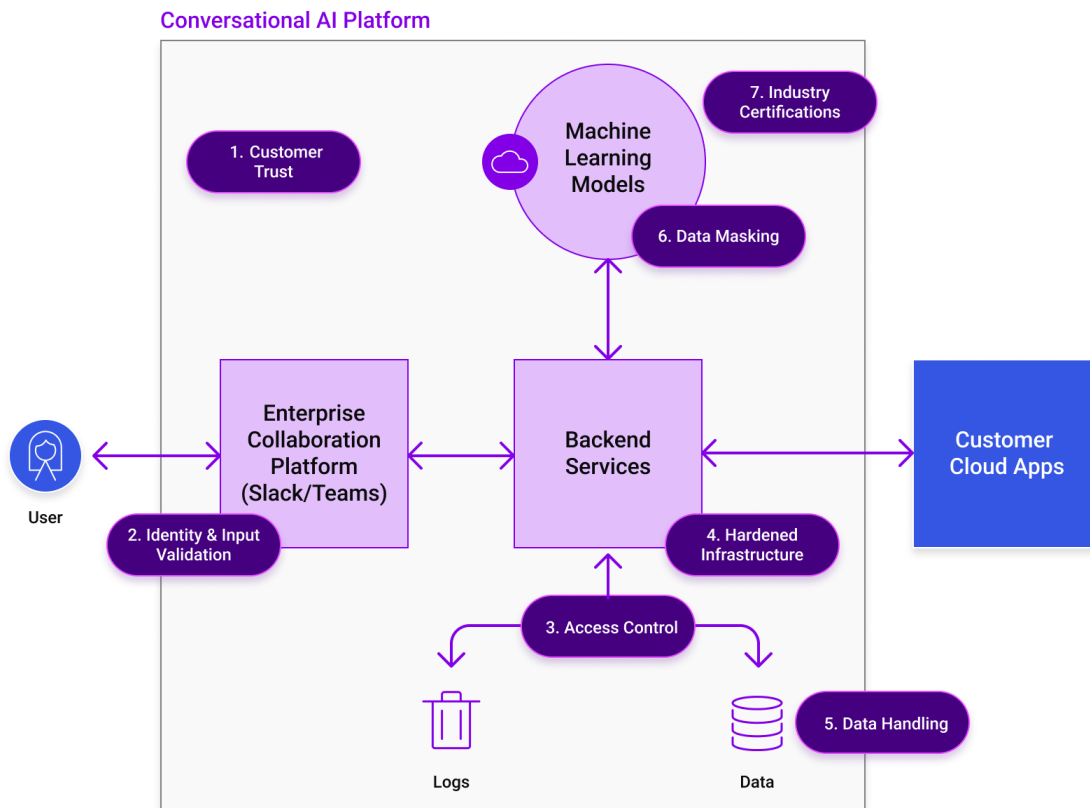 Conversational AI Platform
7. Industry
Certifications
Machine
Learning
Models
1. Customer
Trust
6. Data Masking
Enterprise
Collaboration
Platform
(Slack/Teams)
Backend
Services
Customer
Cloud Apps
User
2. Identity & Input
Validation
4. Hardened
Infrastructure
3. Access Control
5. Data Handling
Logs
Data